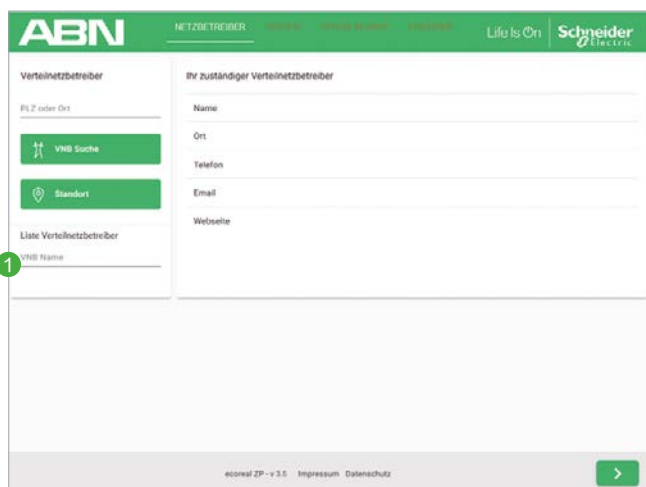 ABN
NETZBETREIBER
Life Is On
Schneider
Electric
Verteilnetzbetreiber
PLZ oder Ort
VNB Suche
Standort
Liste Verteilnetzbetreiber
1
VNB Name
Ihr zuständiger Verteilnetzbetreiber
Name
Ort
Telefon
Email
Webseite
ecoreal ZP - v 3.5 Impressum Datenschutz